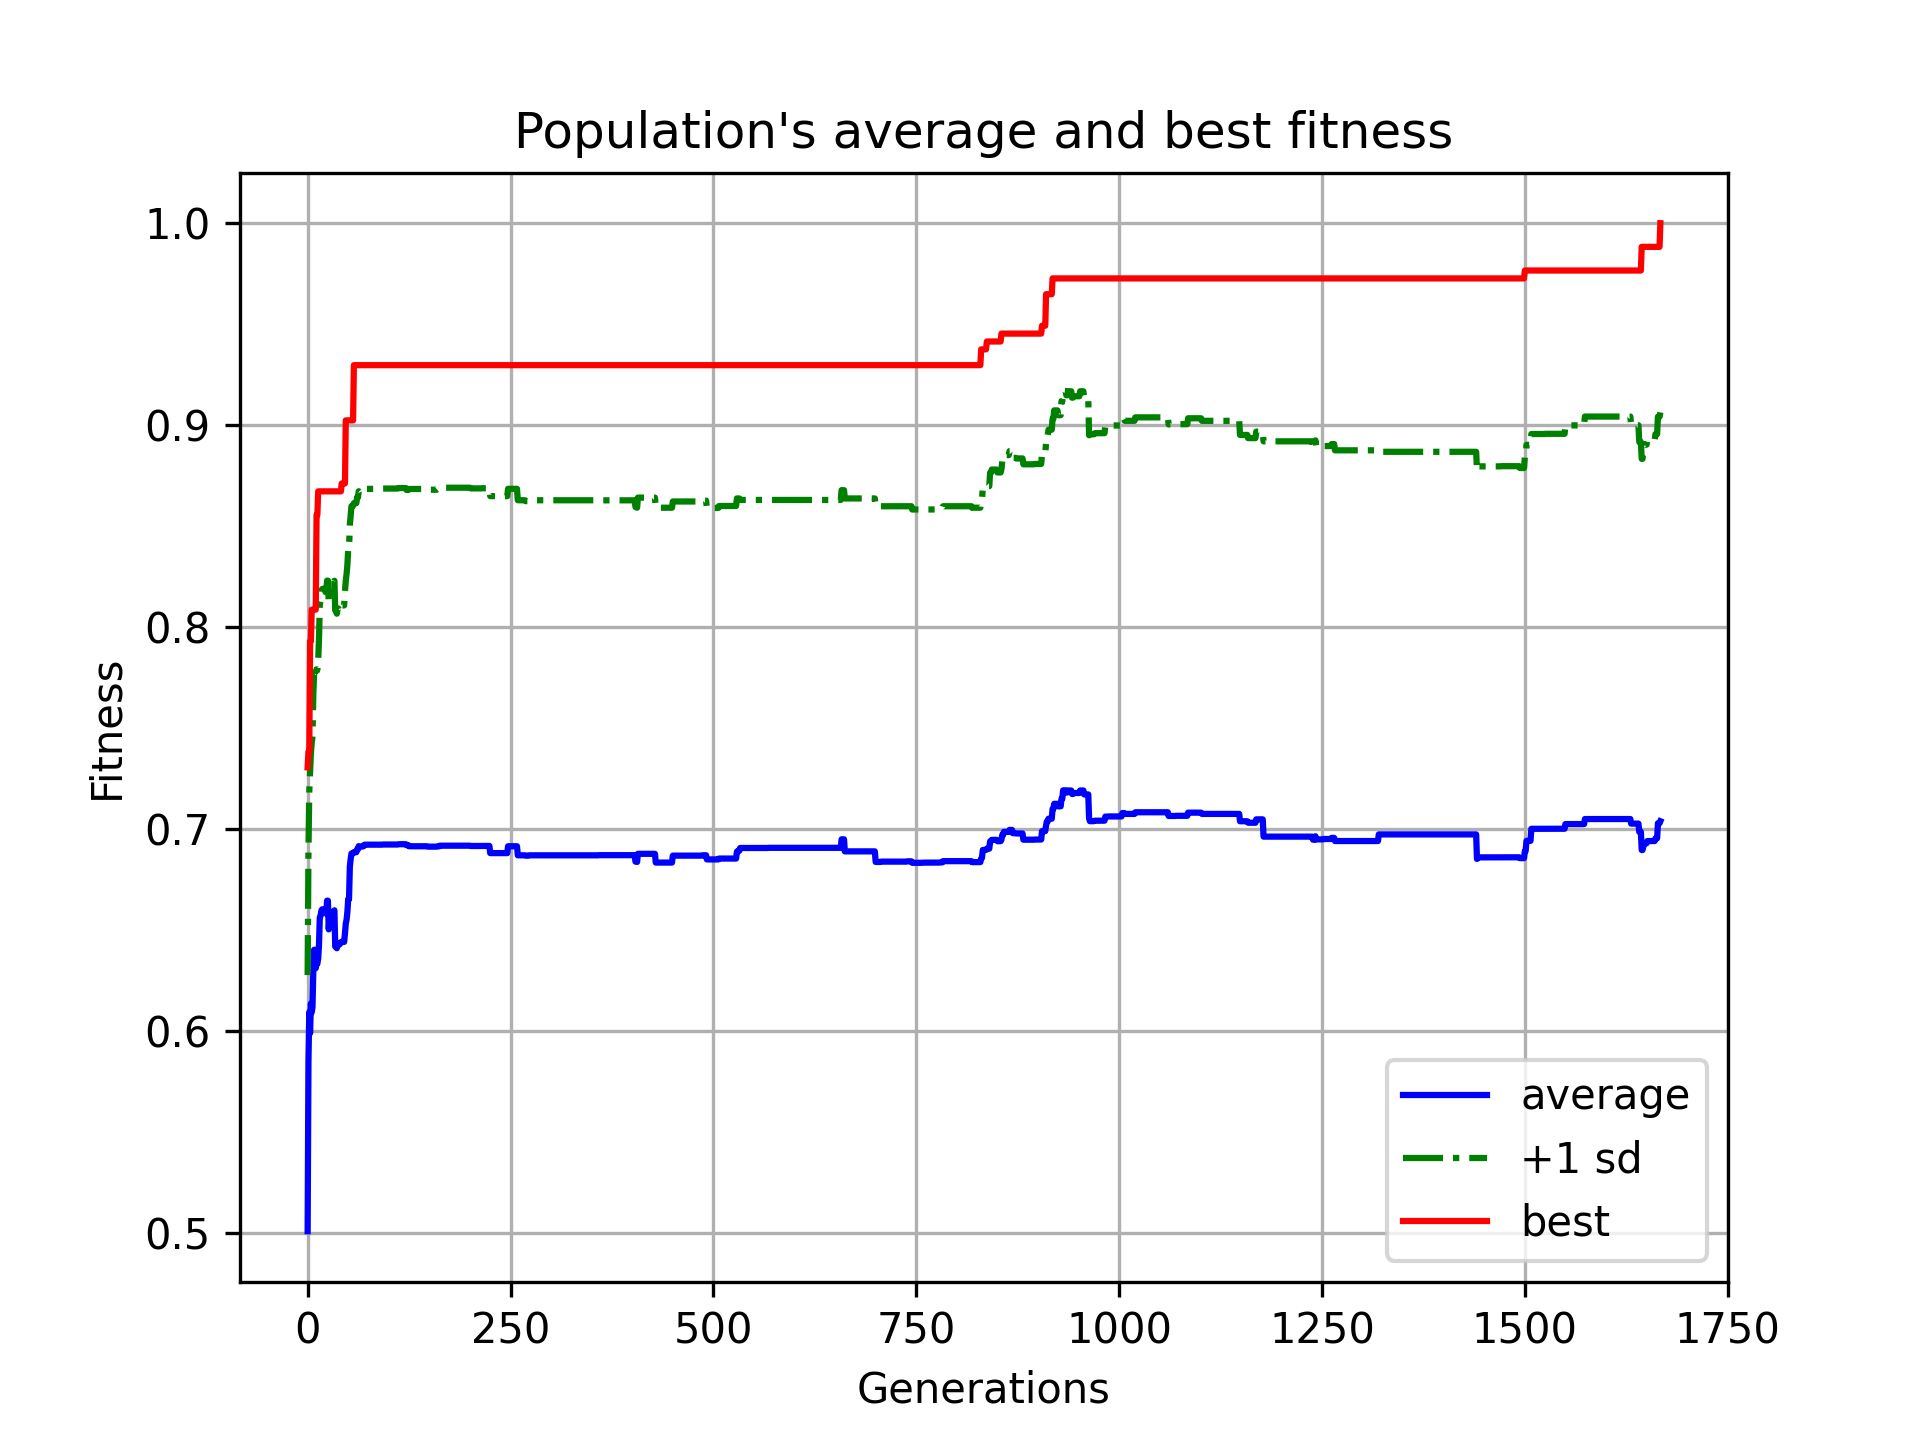 Population's average and best fitness
1.0
0.9
0.8
0.7
0.6
0.5
Fitness
0 250 500 750 1000 1250 1500 1750
Generations
average
+1 sd
best